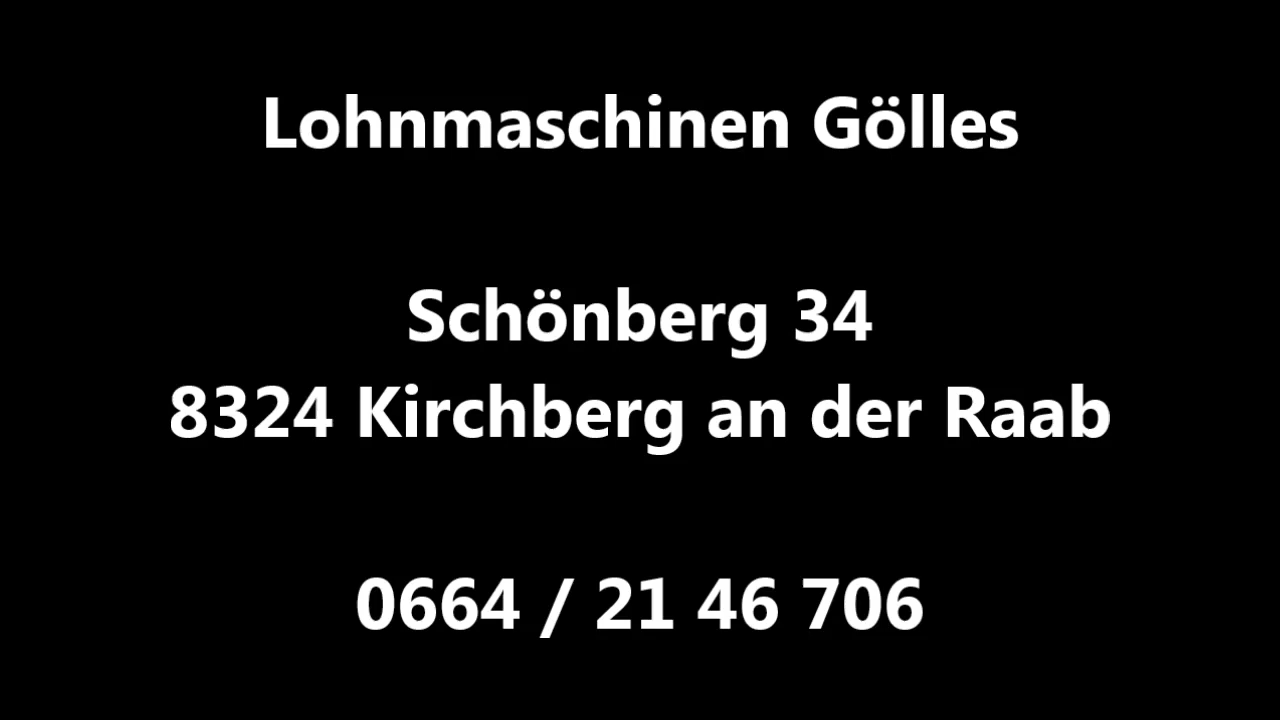 Lohnmaschinen Gölles
Schönberg 34
8324 Kirchberg an der Raab
0664 / 21 46 706